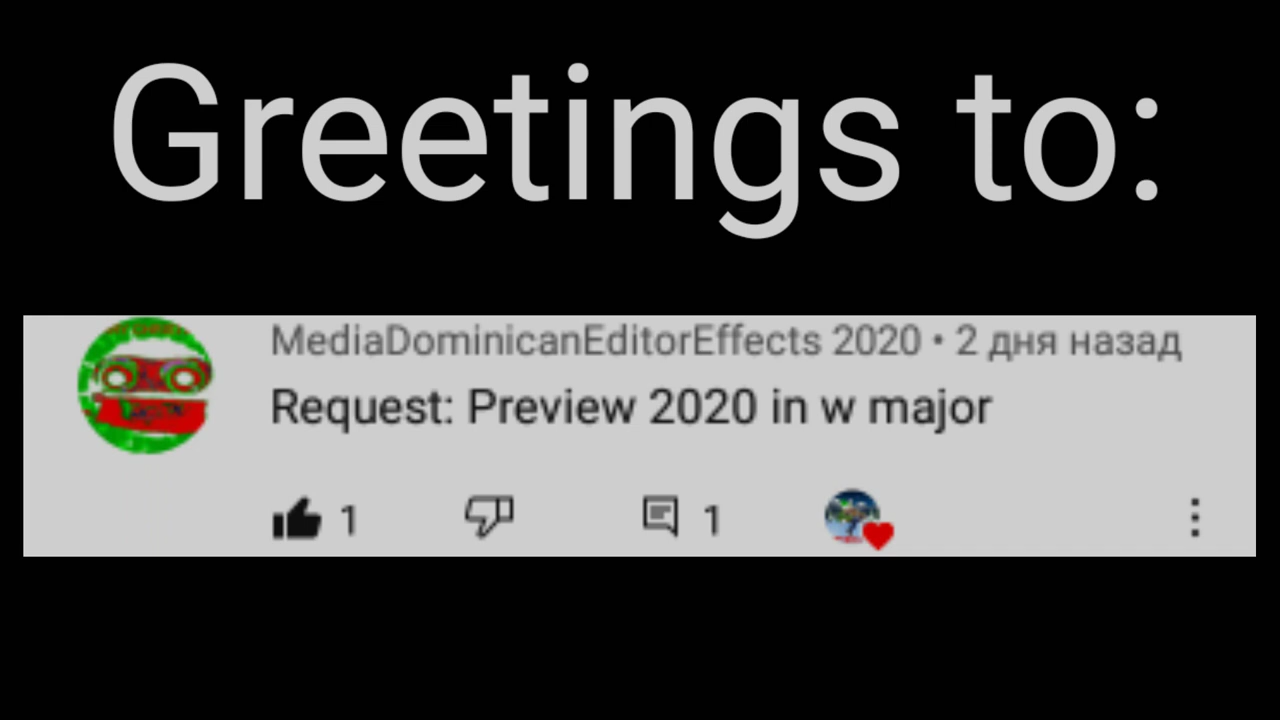 Greetings to:
MediaDominicanEditorEffects 2020 • 2 дня назад
Request: Preview 2020 in w major
1 1